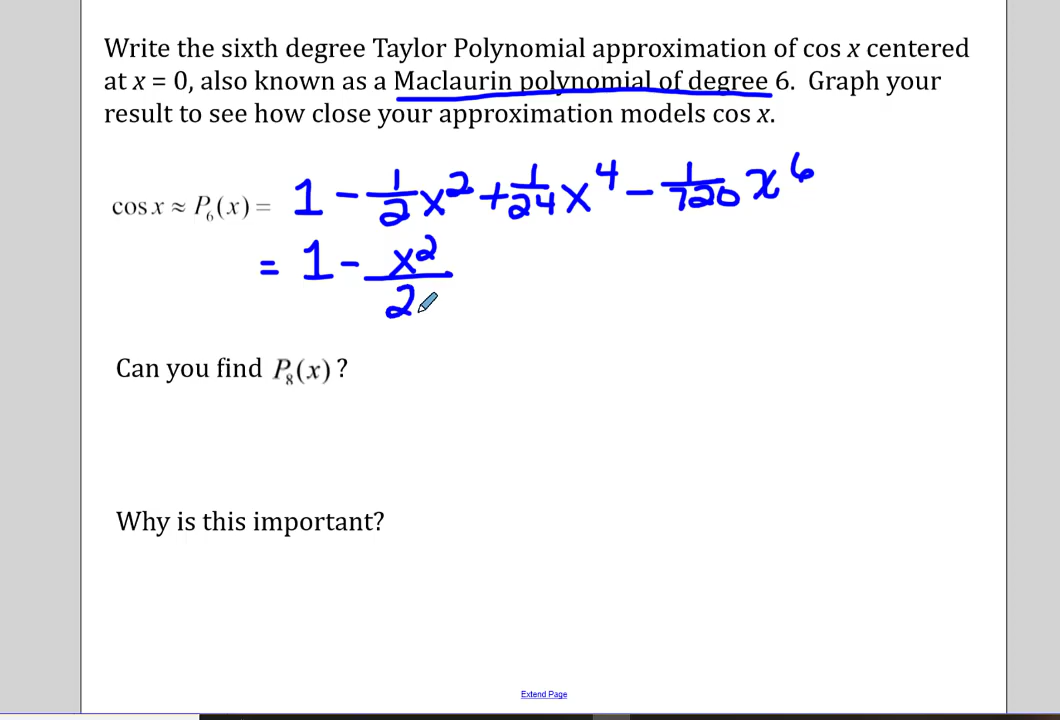 Write the sixth degree Taylor Polynomial approximation of cos x centered
at x = 0, also known as a Maclaurin polynomial of degree 6. Graph your
result to see how close your approximation models cos x.
cos x ≈ P₆(x) = 1 - 1/2 x² + 1/24 x⁴ - 1/720 x⁶
= 1 - x²/2
Can you find P₈(x)?
Why is this important?
Extend Page